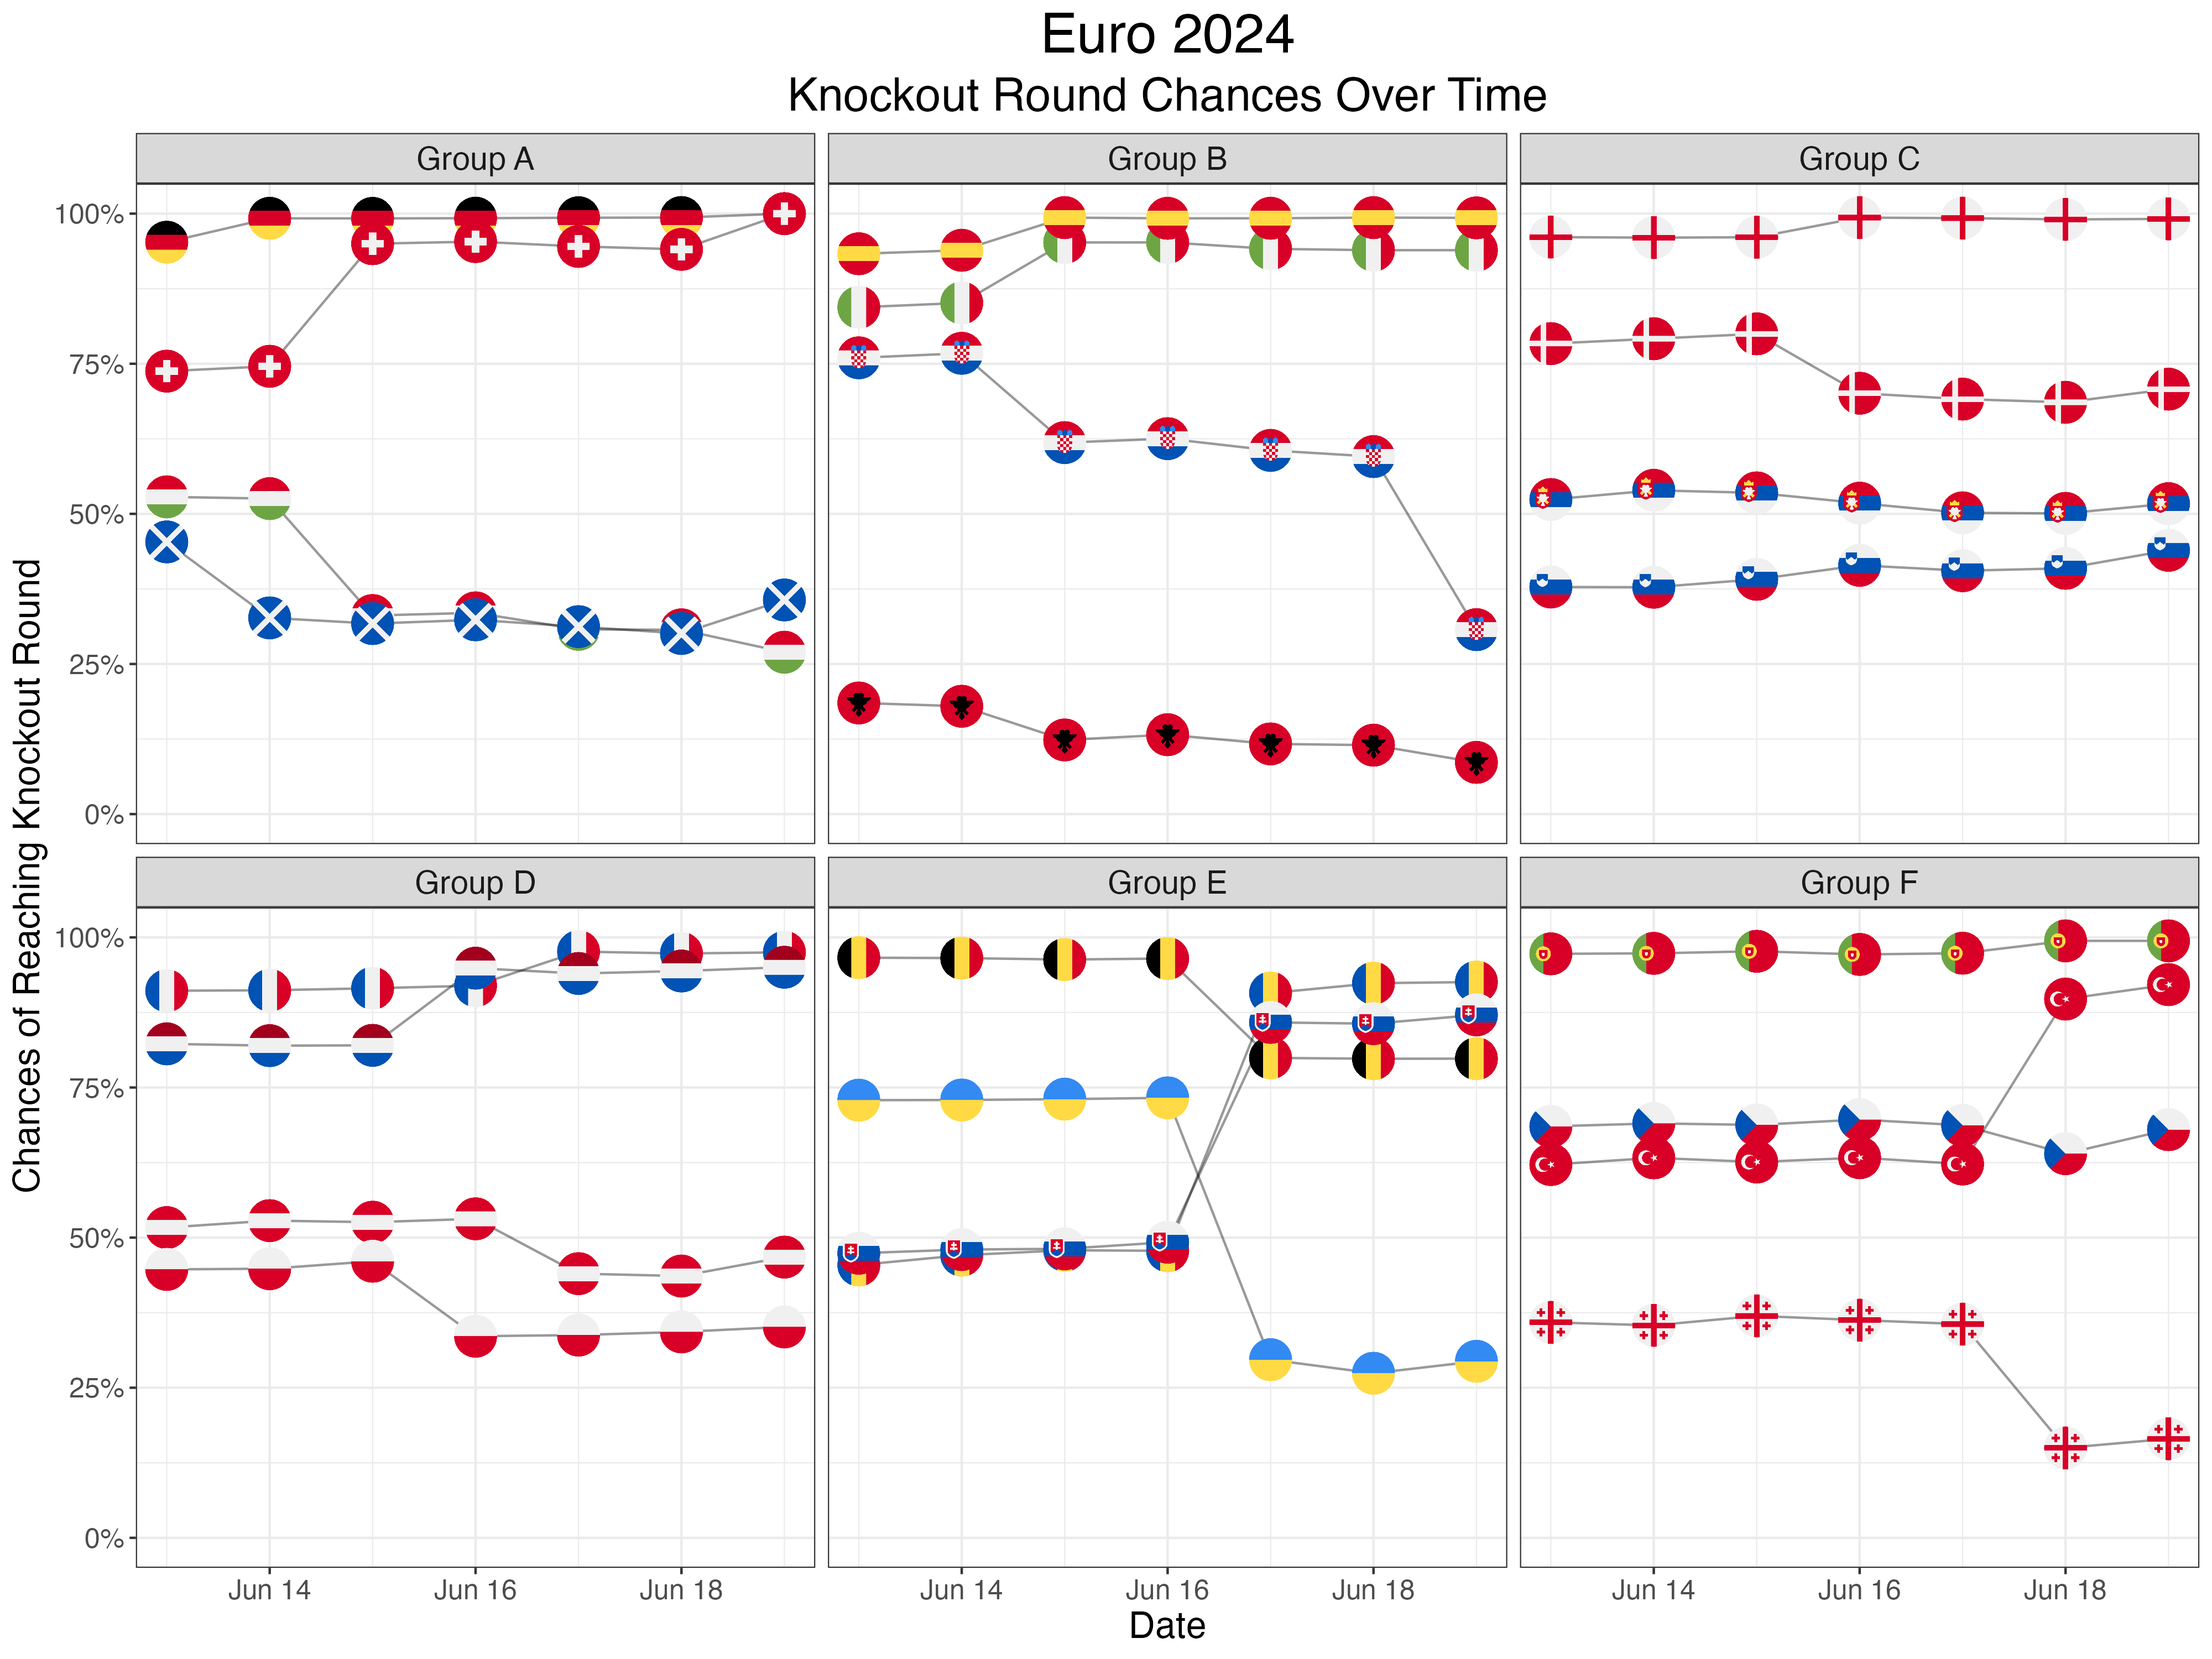 Euro 2024
Knockout Round Chances Over Time
Group A
Group B
Group C
100%
75%
50%
25%
0%
Chances of Reaching Knockout Round
Group D
Group E
Group F
100%
75%
50%
25%
0%
Jun 14
Jun 16
Jun 18
Jun 14
Jun 16
Jun 18
Jun 14
Jun 16
Jun 18
Date